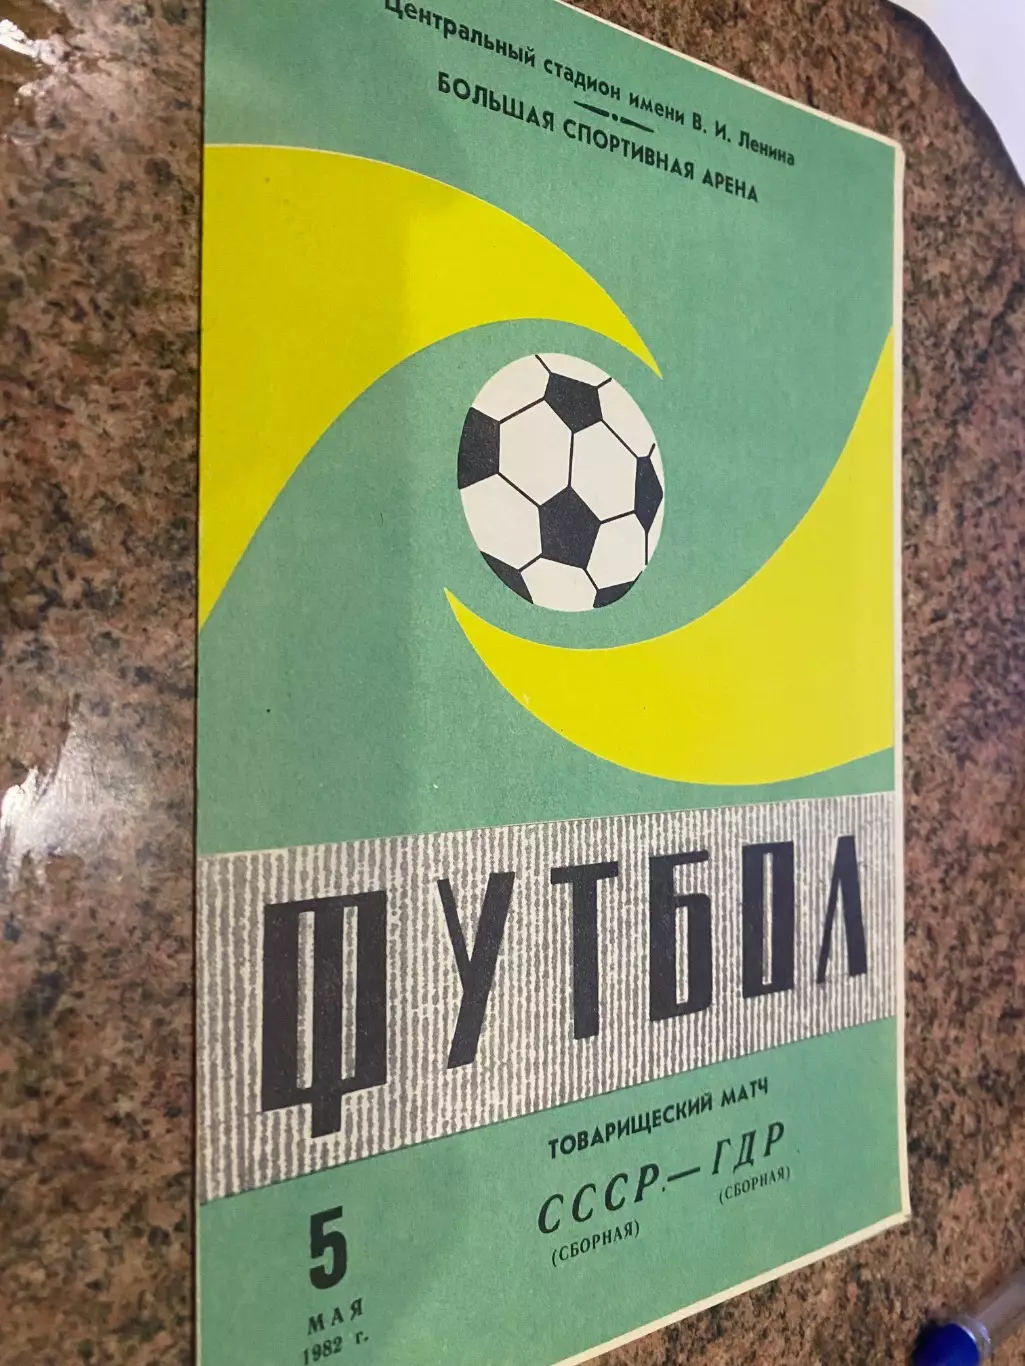 Центральный стадион имени В. И. Ленина
БОЛЬШАЯ СПОРТИВНАЯ АРЕНА
ФУТБОЛ
ТОВАРИЩЕСКИЙ МАТЧ
СССР — ГДР
(СБОРНАЯ) (СБОРНАЯ)
5
МАЯ
1982 г.